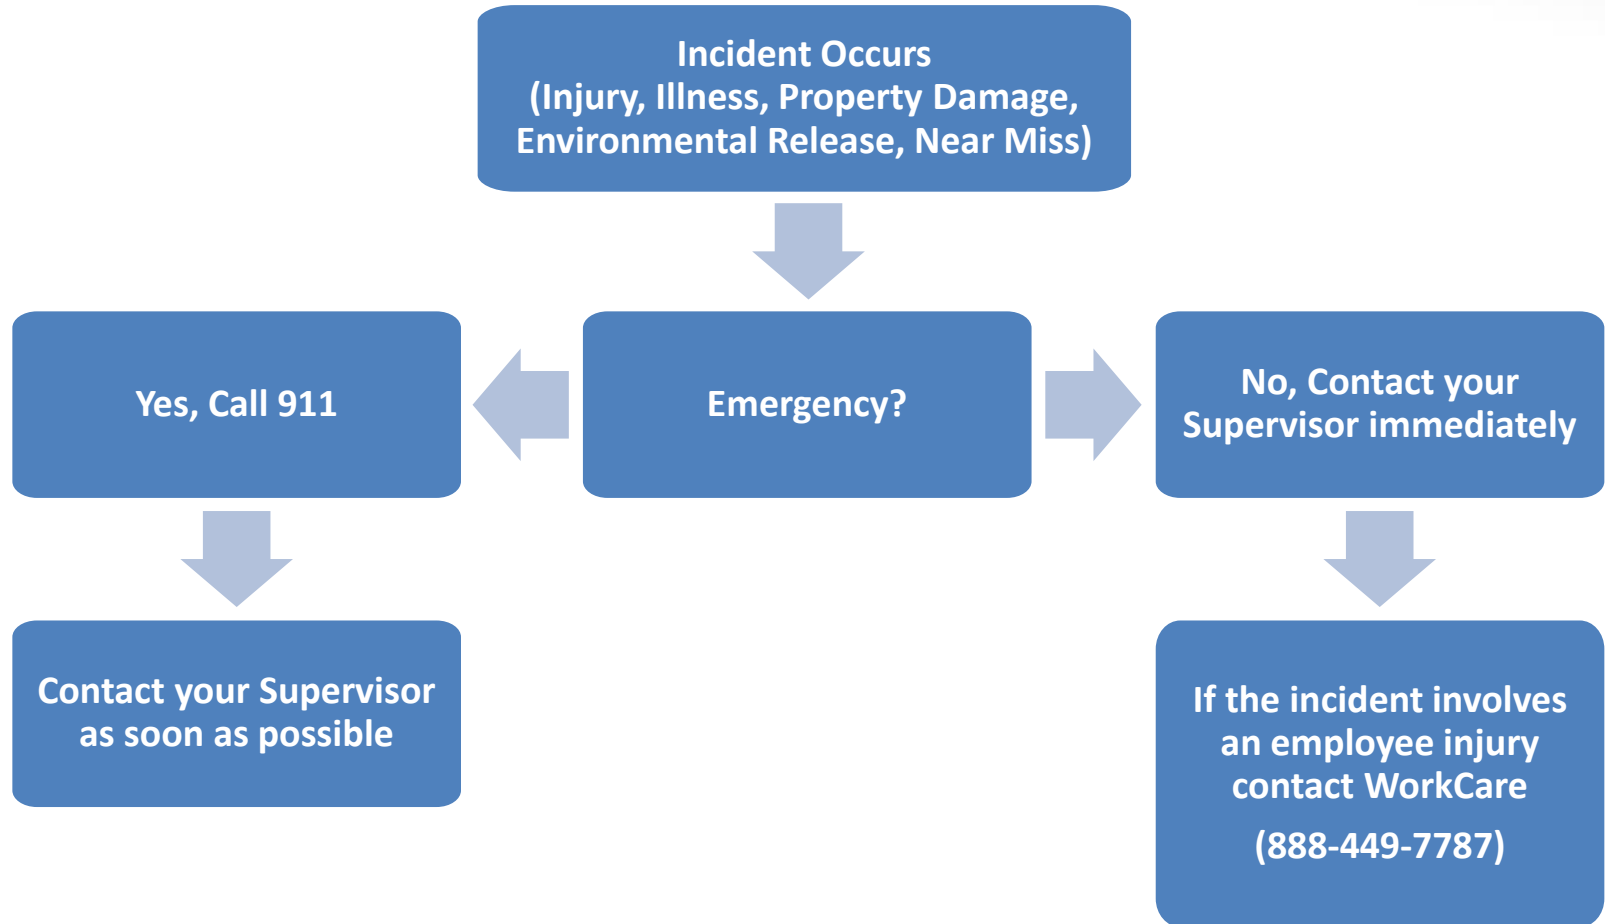 Incident Occurs
(Injury, Illness, Property Damage,
Environmental Release, Near Miss)
Yes, Call 911
Emergency?
No, Contact your
Supervisor immediately
Contact your Supervisor
as soon as possible
If the incident involves
an employee injury
contact WorkCare
(888-449-7787)